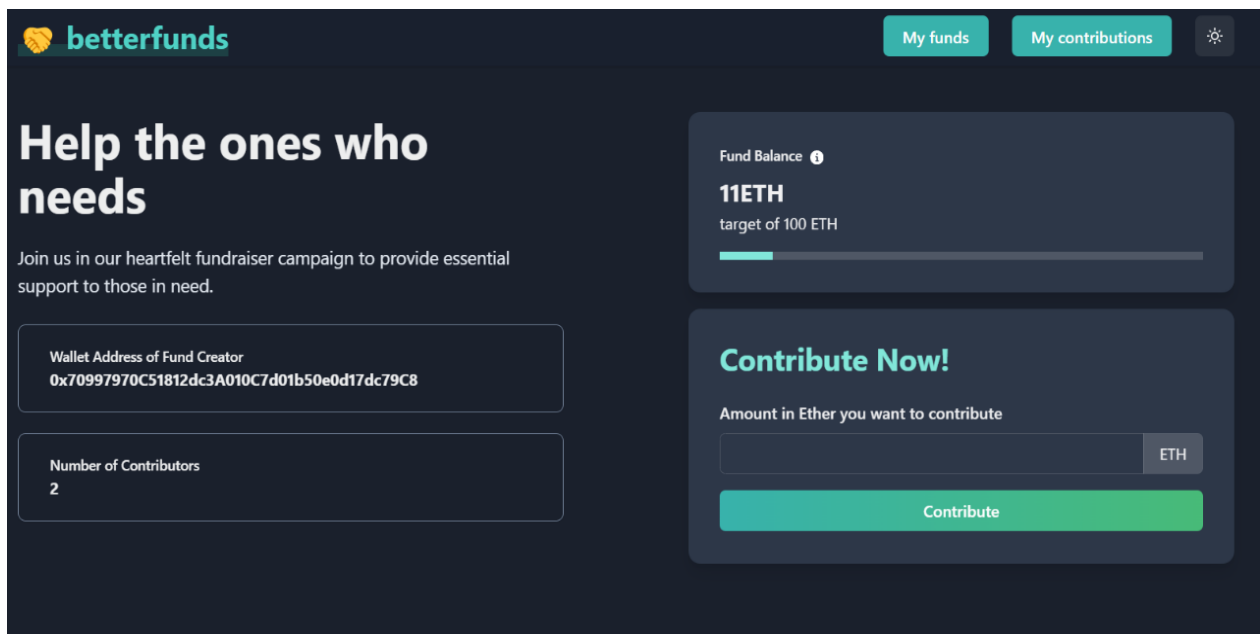 betterfunds
My funds
My contributions
Help the ones who
needs
Join us in our heartfelt fundraiser campaign to provide essential
support to those in need.
Wallet Address of Fund Creator
0x70997970C51812dc3A010C7d01b50e0d17dc79C8
Number of Contributors
2
Fund Balance
11ETH
target of 100 ETH
Contribute Now!
Amount in Ether you want to contribute
ETH
Contribute